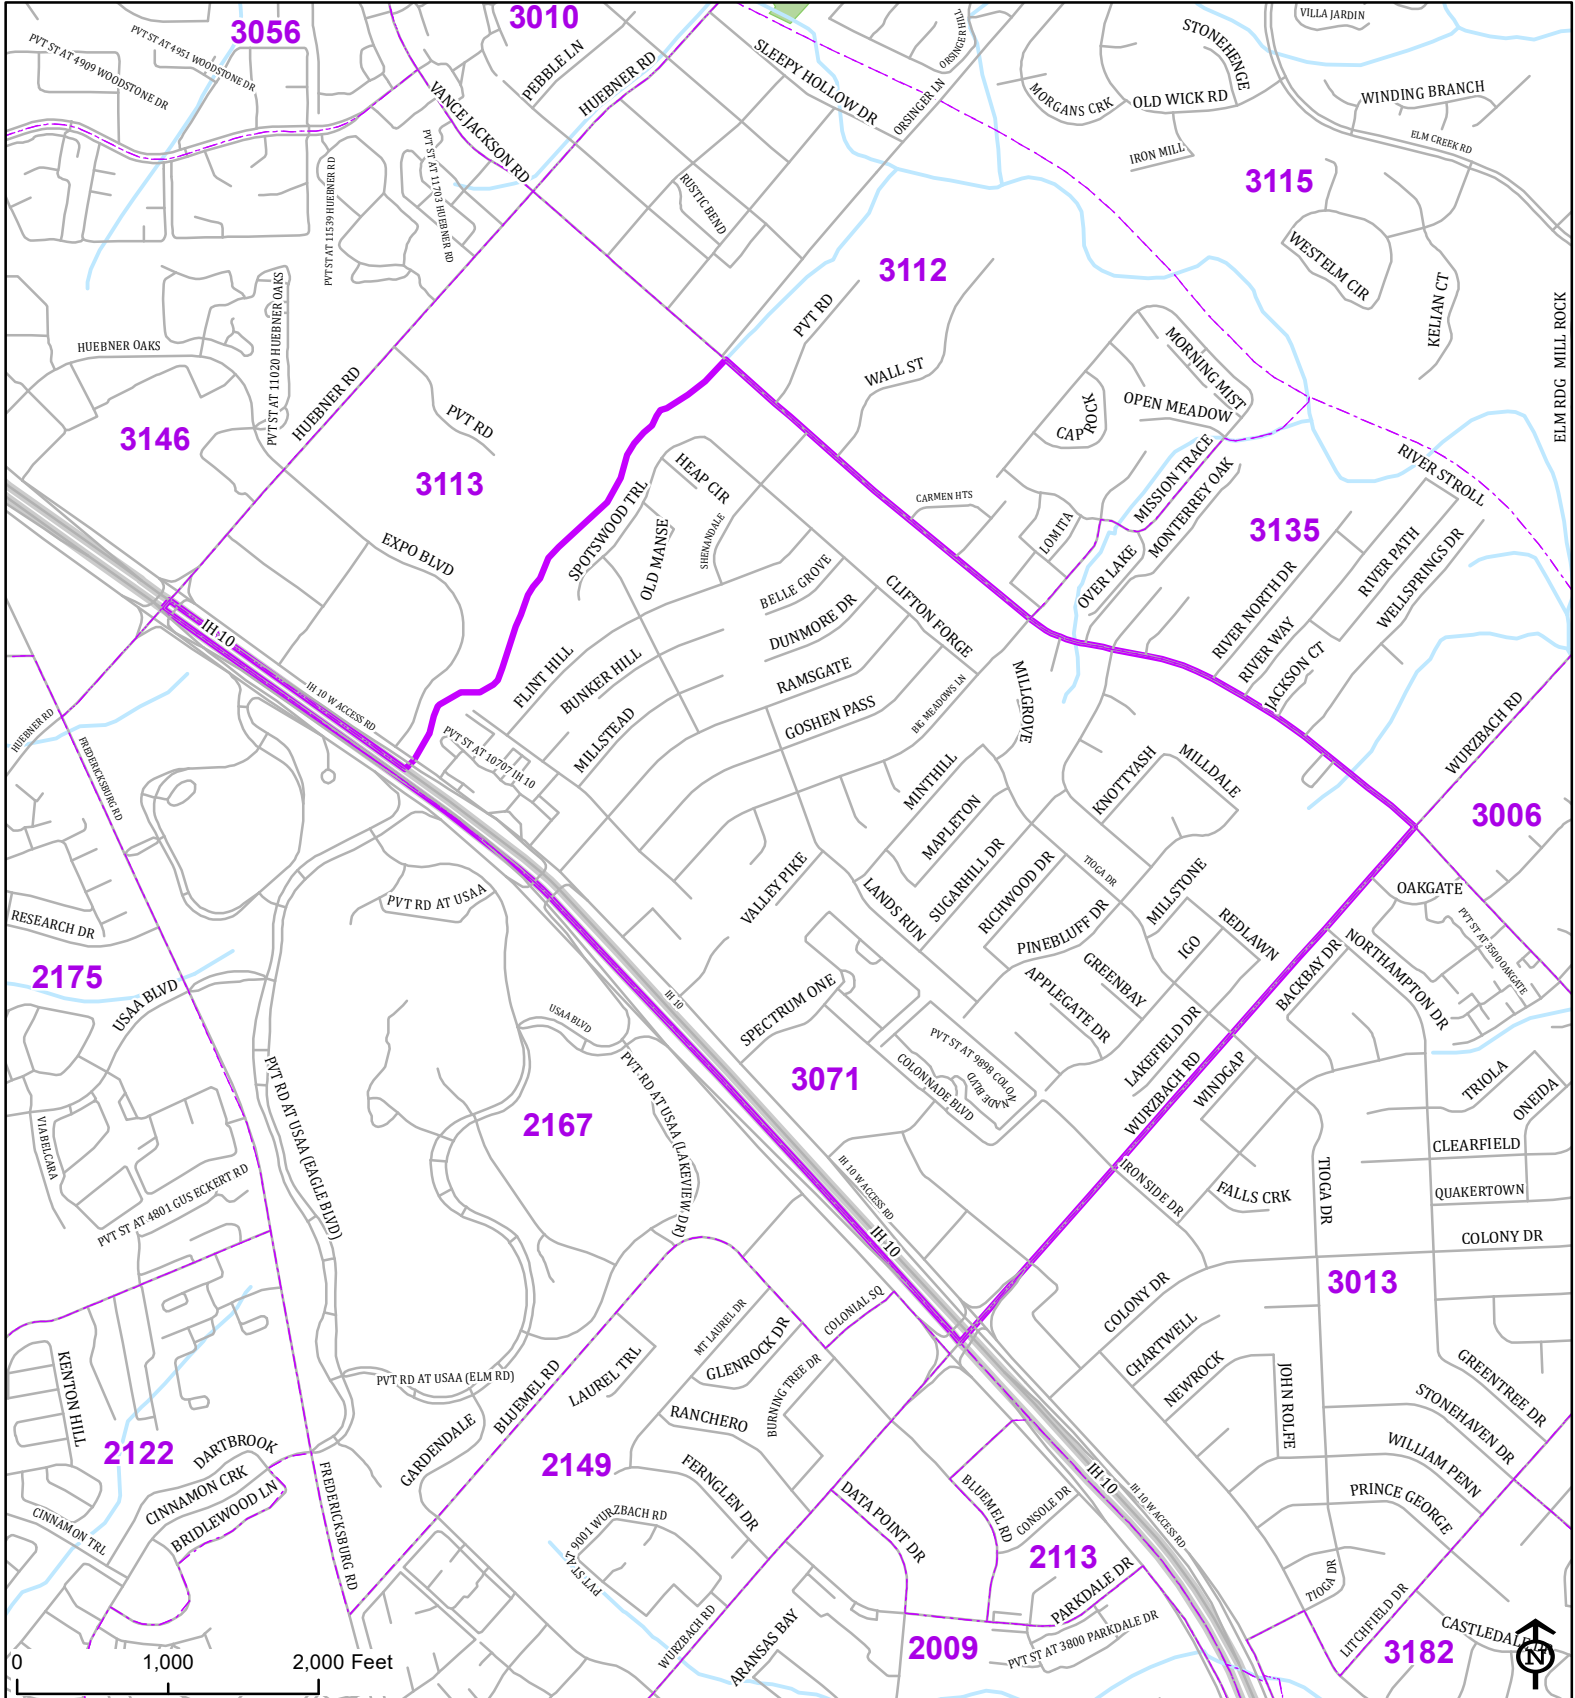 3056
3010
PVT ST AT 4909 WOODSTONE DR
PVT ST AT 4951 WOODSTONE DR
PEBBLE LN
HUEBNER RD
VANCE JACKSON RD
SLEEPY HOLLOW DR
ORSINGER LN
ORSINGER HILL
STONEHENGE
VILLA JARDIN
MORGANS CRK
OLD WICK RD
WINDING BRANCH
ELM CREEK RD
IRON MILL
3115
PVT ST AT 11539 HUEBNER RD
PVT ST AT 11703 HUEBNER RD
RUSTIC BEND
3112
WESTELM CIR
KELIAN CT
ELM RDG
MILL ROCK
HUEBNER OAKS
PVT ST AT 11020 HUEBNER OAKS
HUEBNER RD
PVT RD
WALL ST
MORNING MIST
OPEN MEADOW
CAP ROCK
3146
PVT RD
3113
HEAP CIR
SPOTSWOOD TRL
OLD MANSE
SHENANDALE
CARMEN HTS
LOMITA
MISSION TRACE
MONTERREY OAK
OVER LAKE
RIVER STROLL
3135
RIVER PATH
WELLSPRINGS DR
RIVER NORTH DR
RIVER WAY
JACKSON CT
EXPO BLVD
BELLE GROVE
DUNMORE DR
CLIFTON FORGE
RAMSGATE
GOSHEN PASS
BIG MEADOWS LN
MILLGROVE
IH 10
IH 10 W ACCESS RD
FLINT HILL
BUNKER HILL
MILLSTEAD
PVT ST AT 10707 IH 10
HUEBNER RD
FREDERICKSBURG RD
WURZBACH RD
MINTHILL
MAPLETON
KNOTTYASH
MILLDALE
3006
SUGARHILL DR
RICHWOOD DR
TIOGA DR
MILLSTONE
OAKGATE
PVT ST AT 3500 OAKGATE
VALLEY PIKE
LANDS RUN
PINEBLUFF DR
REDLAWN
IGO
GREENBAY
APPLEGATE DR
BACKBAY DR
NORTHAMPTON DR
RESEARCH DR
PVT RD AT USAA
2175
USAA BLVD
USAA BLVD
IH 10
SPECTRUM ONE
PVT ST AT 9898 COLONNADE BLVD
COLONNADE BLVD
LAKEFIELD DR
WURZBACH RD
WINDGAP
3071
TRIOLA
ONEIDA
CLEARFIELD
QUAKERTOWN
COLONY DR
VIA BELCARA
PVT RD AT USAA (EAGLE BLVD)
2167
PVT RD AT USAA (LAKEVIEW DR)
IH 10 W ACCESS RD
IRONSIDE DR
FALLS CRK
TIOGA DR
PVT ST AT 4801 GUS ECKERT RD
IH 10
3013
COLONY DR
COLONIAL SQ
MT LAUREL DR
GLENROCK DR
CHARTWELL
NEWROCK
JOHN ROLFE
GREENTREE DR
STONEHAVEN DR
WILLIAM PENN
PRINCE GEORGE
KENTON HILL
PVT RD AT USAA (ELM RD)
BLUEMEL RD
LAUREL TRL
BURNING TREE DR
RANCHERO
GARDENDALE
2122
DARTBROOK
CINNAMON CRK
BRIDLEWOOD LN
CINNAMON TRL
FREDERICKSBURG RD
2149
FERNGLEN DR
PVT ST AT 9001 WURZBACH RD
DATA POINT DR
BLUEMEL RD
CONSOLE DR
IH 10
IH 10 W ACCESS RD
2113
PARKDALE DR
PVT ST AT 3800 PARKDALE DR
2009
WURZBACH RD
ARANSAS BAY
TIOGA DR
LITCHFIELD DR
3182
CASTLEDALE DR
N
0 1,000 2,000 Feet